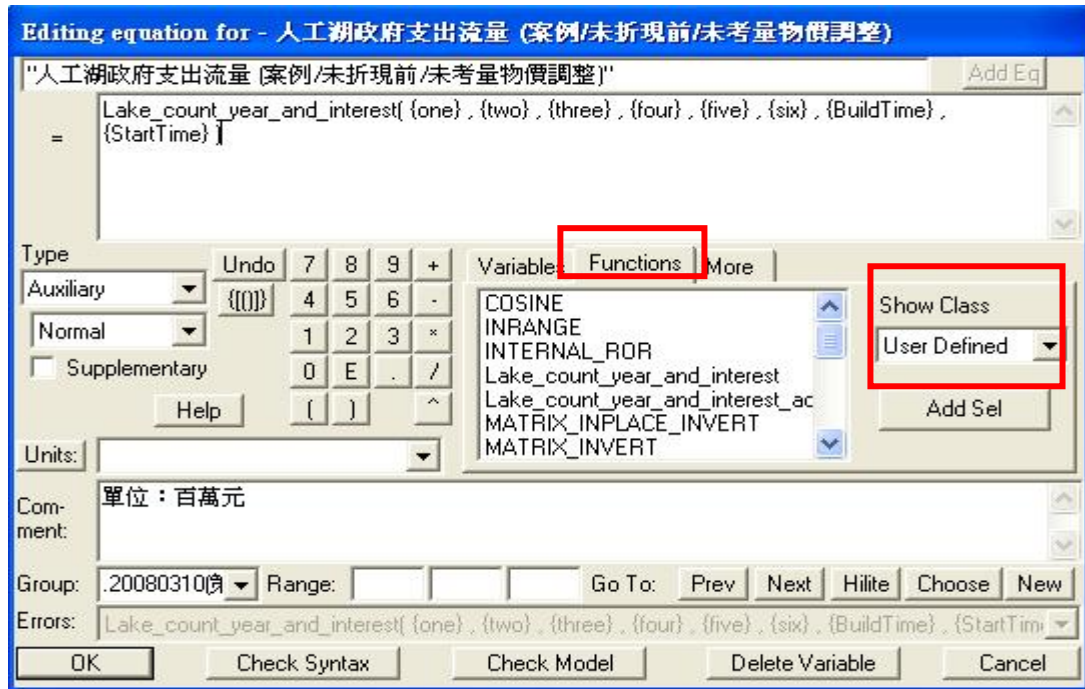 Editing equation for - 人工湖政府支出流量 (案例/未折現前/未考量物價調整)
"人工湖政府支出流量 (案例/未折現前/未考量物價調整)"
Add Eq
Lake_count_year_and_interest( {one} , {two} , {three} , {four} , {five} , {six} , {BuildTime} ,
=
{StartTime} )
Type
Undo 7 8 9 +
Variables Functions More
Auxiliary
{[()]} 4 5 6 -
COSINE
Show Class
Normal
1 2 3 *
INRANGE
INTERNAL_ROR
User Defined
Supplementary
0 E . /
Lake_count_year_and_interest
Lake_count_year_and_interest_ac
Help ( ) ^
MATRIX_INPLACE_INVERT
Add Sel
MATRIX_INVERT
Units:
Com-
ment:
單位：百萬元
Group: .20080310( Range: Go To: Prev Next Hilite Choose New
Errors: Lake_count_year_and_interest( {one} , {two} , {three} , {four} , {five} , {six} , {BuildTime} , {StartTim
OK Check Syntax Check Model Delete Variable Cancel